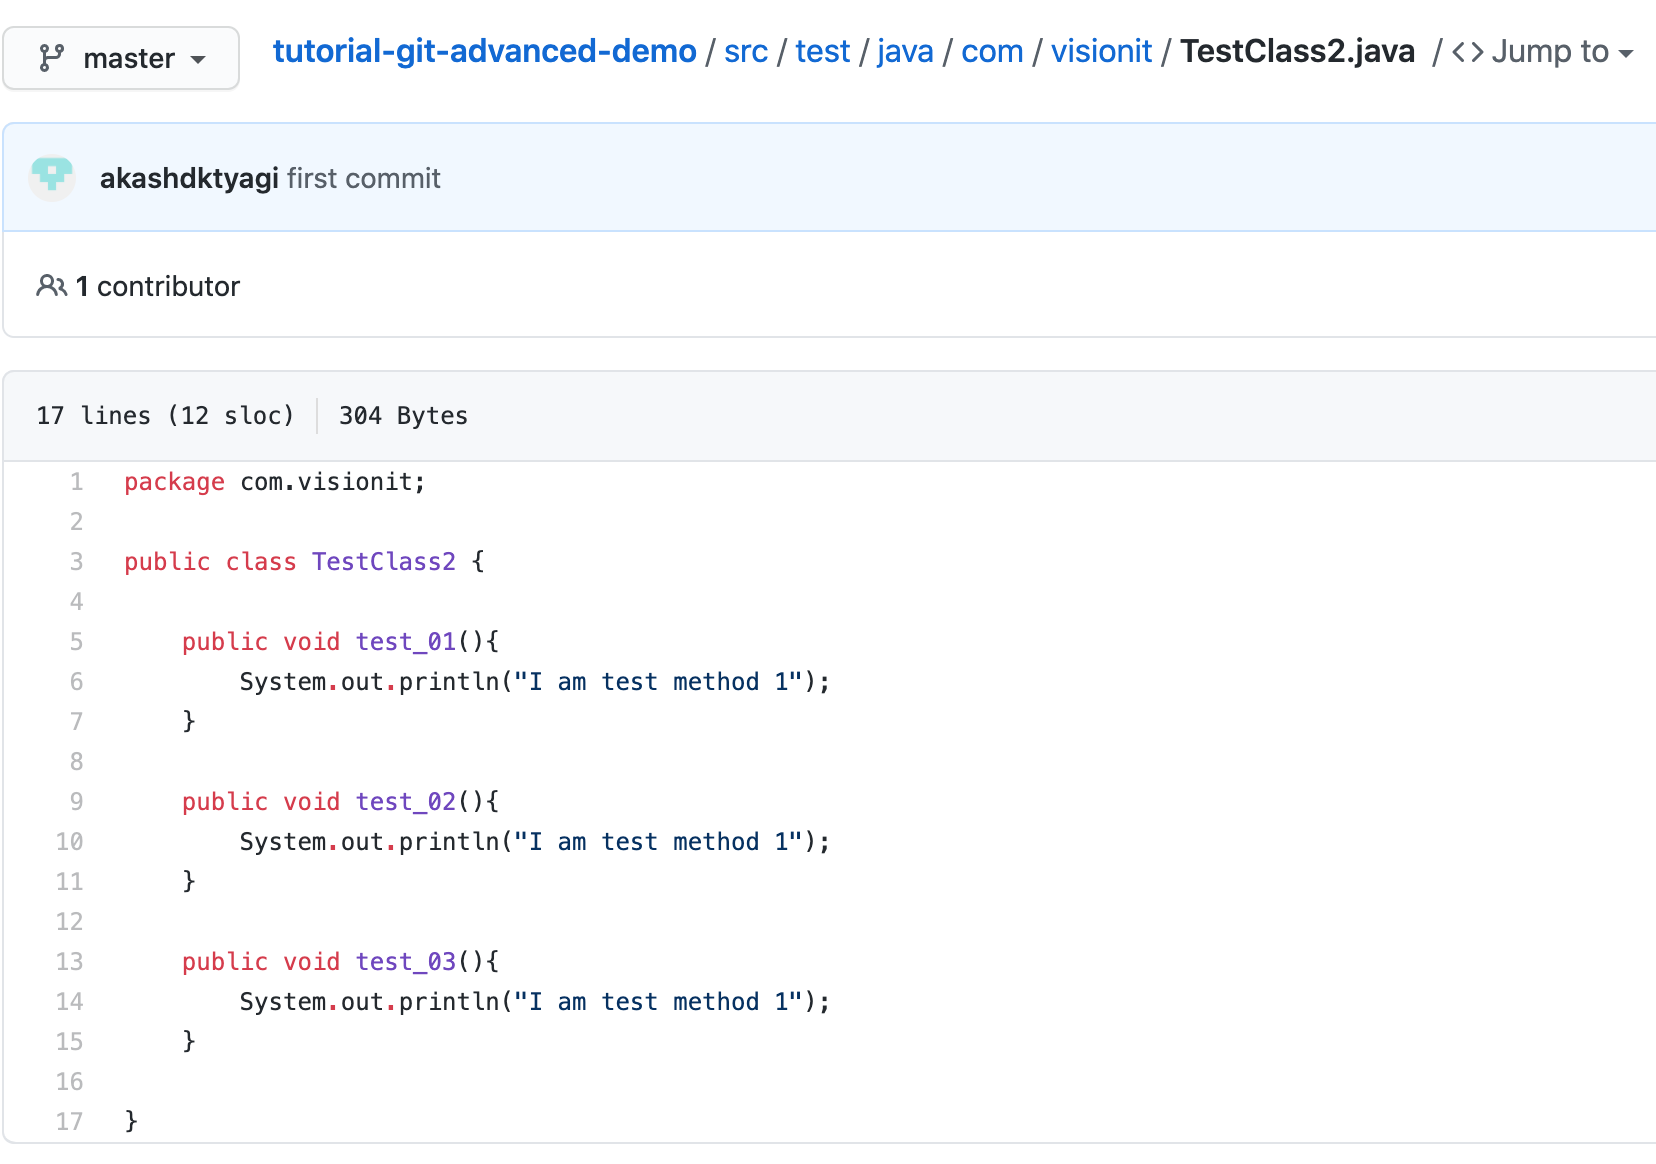 master tutorial-git-advanced-demo / src / test / java / com / visionit / TestClass2.java / <> Jump to
akashdktyagi first commit
1 contributor
17 lines (12 sloc) 304 Bytes
1 package com.visionit;
2
3 public class TestClass2 {
4
5     public void test_01(){
6         System.out.println("I am test method 1");
7     }
8
9     public void test_02(){
10         System.out.println("I am test method 1");
11     }
12
13     public void test_03(){
14         System.out.println("I am test method 1");
15     }
16
17 }